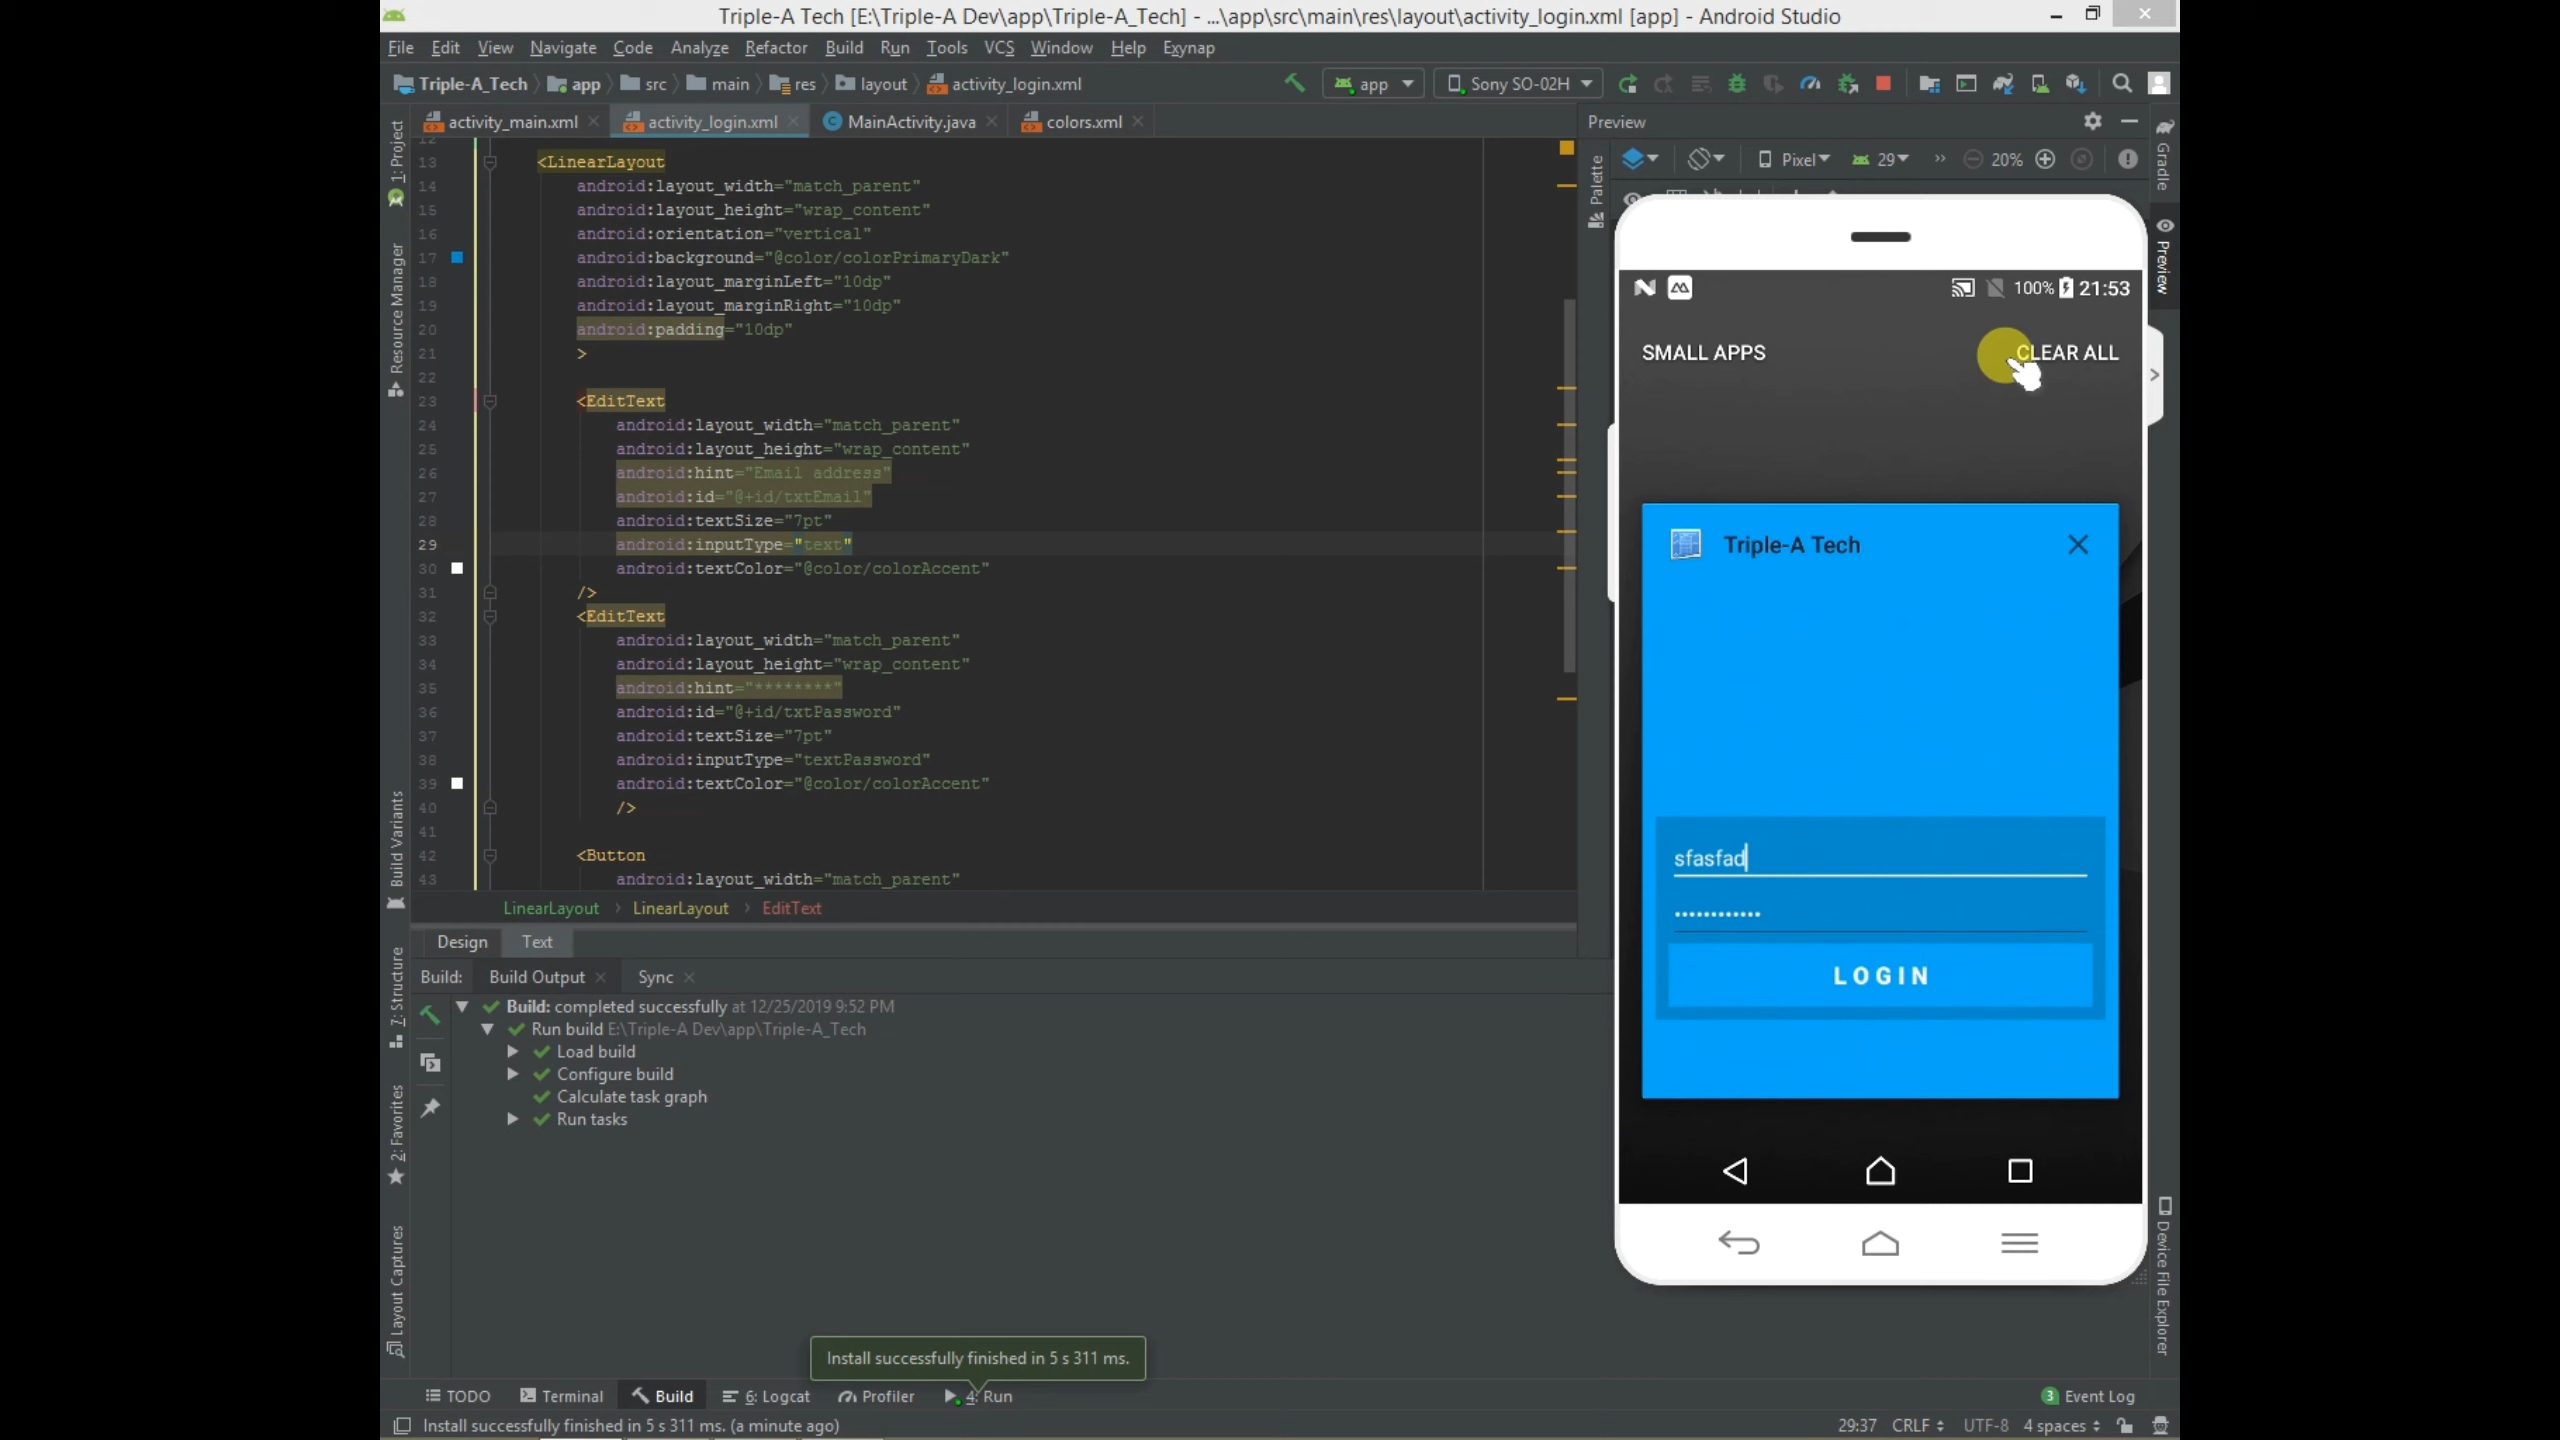 Triple-A Tech [E:\Triple-A Dev\app\Triple-A_Tech] - ...\app\src\main\res\layout\activity_login.xml [app] - Android Studio
File Edit View Navigate Code Analyze Refactor Build Run Tools VCS Window Help Exynap
Triple-A_Tech app src main res layout activity_login.xml app Sony SO-02H
activity_main.xml activity_login.xml MainActivity.java colors.xml
Preview
Pixel 29 » 20%
1: Project
Resource Manager
Build Variants
7: Structure
2: Favorites
Layout Captures
12
13 <LinearLayout
14 android:layout_width="match_parent"
15 android:layout_height="wrap_content"
16 android:orientation="vertical"
17 android:background="@color/colorPrimaryDark"
18 android:layout_marginLeft="10dp"
19 android:layout_marginRight="10dp"
20 android:padding="10dp"
21 >
22
23 <EditText
24 android:layout_width="match_parent"
25 android:layout_height="wrap_content"
26 android:hint="Email address"
27 android:id="@+id/txtEmail"
28 android:textSize="7pt"
29 android:inputType="text"
30 android:textColor="@color/colorAccent"
31 />
32 <EditText
33 android:layout_width="match_parent"
34 android:layout_height="wrap_content"
35 android:hint="********"
36 android:id="@+id/txtPassword"
37 android:textSize="7pt"
38 android:inputType="textPassword"
39 android:textColor="@color/colorAccent"
40 />
41
42 <Button
43 android:layout_width="match_parent"
LinearLayout › LinearLayout › EditText
Design Text
Palette
Gradle
Preview
Device File Explorer
100% 21:53
SMALL APPS CLEAR ALL
Triple-A Tech
sfasfad
••••••••••••
LOGIN
Build: Build Output Sync
Build: completed successfully at 12/25/2019 9:52 PM
Run build E:\Triple-A Dev\app\Triple-A_Tech
Load build
Configure build
Calculate task graph
Run tasks
Install successfully finished in 5 s 311 ms.
TODO Terminal Build 6: Logcat Profiler 4: Run 3 Event Log
Install successfully finished in 5 s 311 ms. (a minute ago) 29:37 CRLF UTF-8 4 spaces